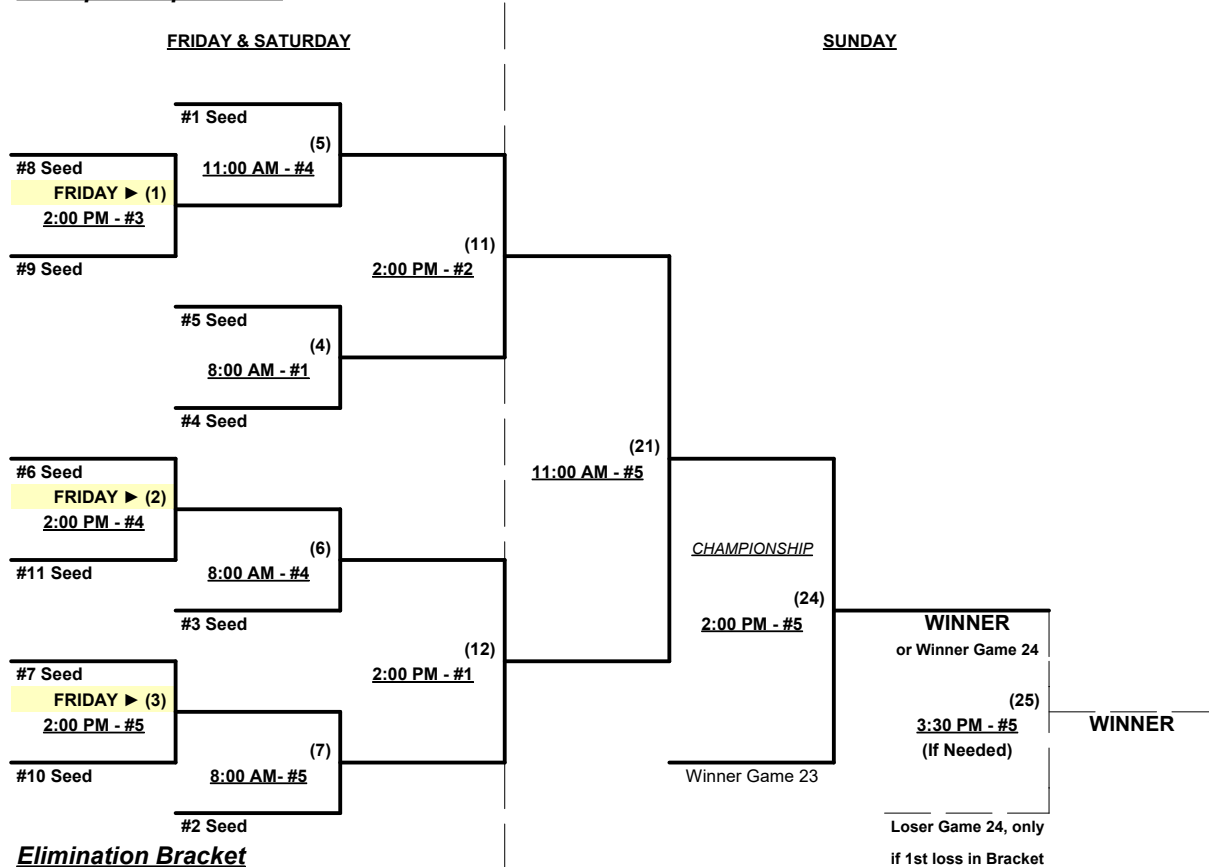 FRIDAY & SATURDAY
SUNDAY
#1 Seed
(5)
11:00 AM - #4
#8 Seed
FRIDAY ► (1)
2:00 PM - #3
#9 Seed
(11)
2:00 PM - #2
#5 Seed
(4)
8:00 AM - #1
#4 Seed
(21)
11:00 AM - #5
#6 Seed
FRIDAY ► (2)
2:00 PM - #4
#11 Seed
(6)
8:00 AM - #4
#3 Seed
CHAMPIONSHIP
(24)
2:00 PM - #5
WINNER
or Winner Game 24
(12)
2:00 PM - #1
#7 Seed
FRIDAY ► (3)
2:00 PM - #5
#10 Seed
(7)
8:00 AM- #5
#2 Seed
(25)
3:30 PM - #5
(If Needed)
WINNER
Winner Game 23
Loser Game 24, only
if 1st loss in Bracket
Elimination Bracket